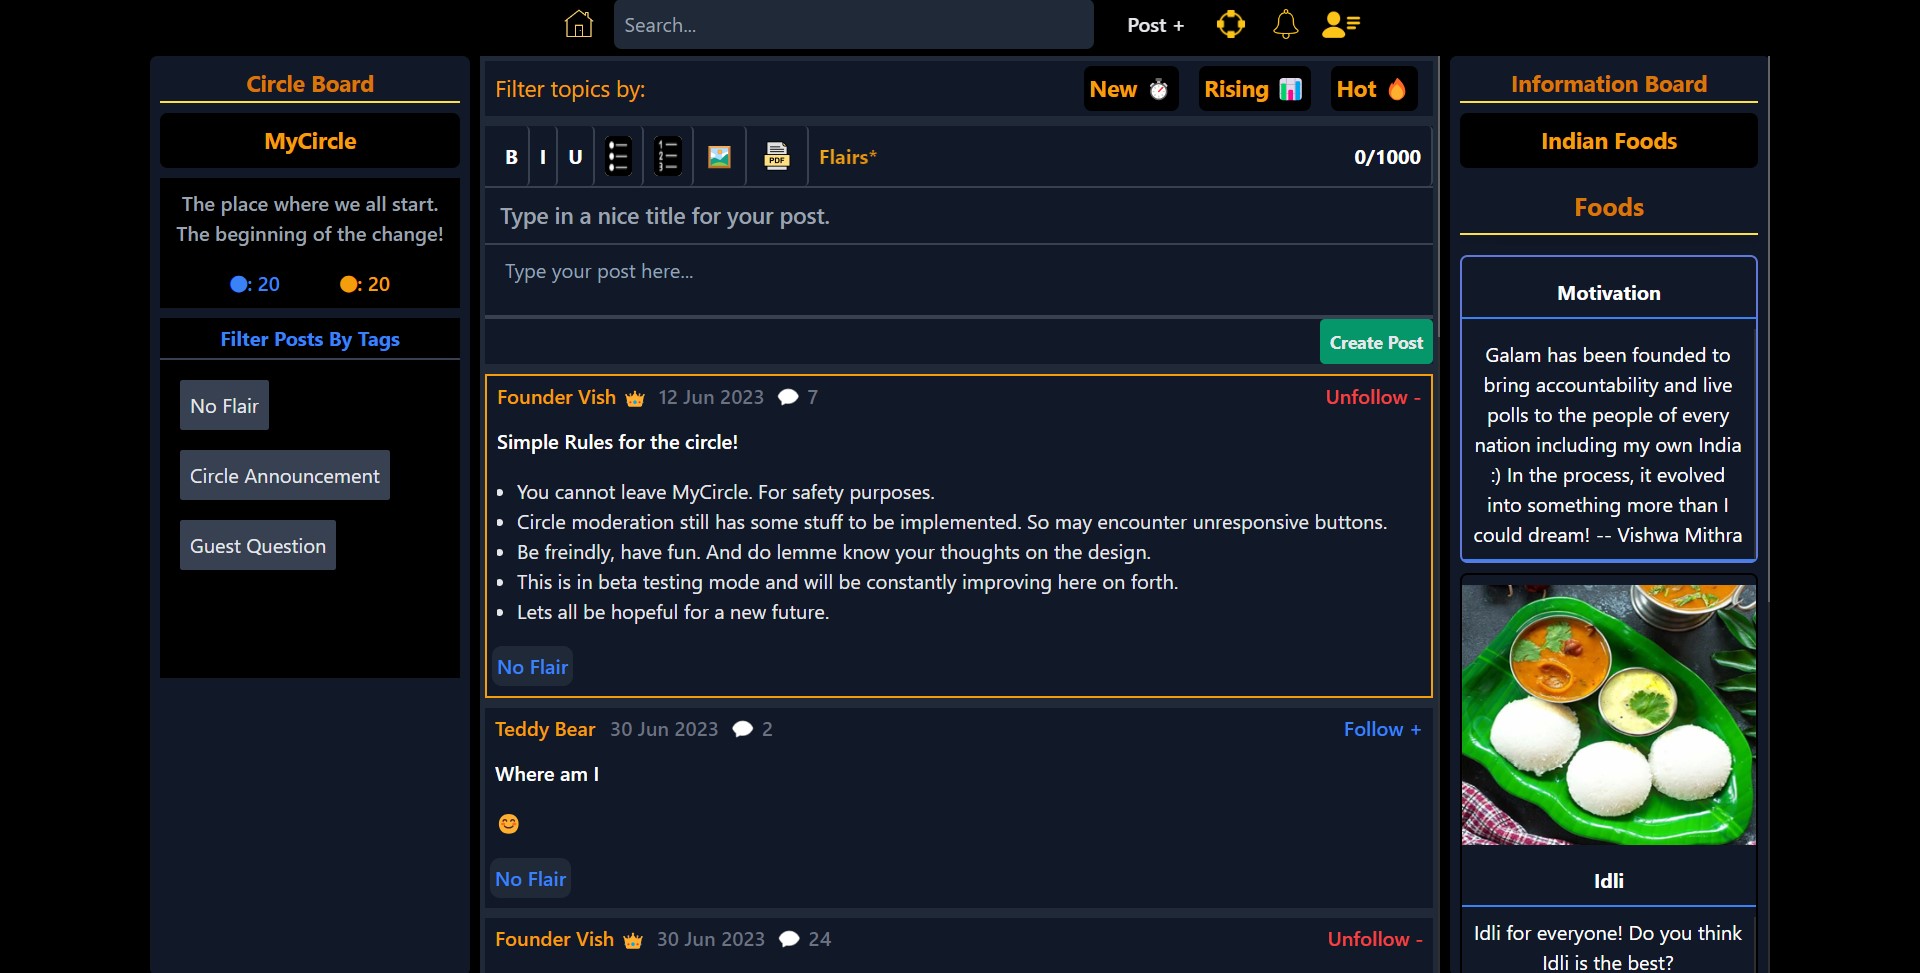 Search...
Post +
Circle Board
MyCircle
The place where we all start.
The beginning of the change!
: 20
: 20
Filter Posts By Tags
No Flair
Circle Announcement
Guest Question
Filter topics by:
New
Rising
Hot
B I U
1
2
3
PDF
Flairs*
0/1000
Type in a nice title for your post.
Type your post here...
Create Post
Founder Vish 12 Jun 2023 7
Unfollow -
Simple Rules for the circle!
• You cannot leave MyCircle. For safety purposes.
• Circle moderation still has some stuff to be implemented. So may encounter unresponsive buttons.
• Be freindly, have fun. And do lemme know your thoughts on the design.
• This is in beta testing mode and will be constantly improving here on forth.
• Lets all be hopeful for a new future.
No Flair
Teddy Bear 30 Jun 2023 2
Follow +
Where am I
😊
No Flair
Founder Vish 30 Jun 2023 24
Unfollow -
Information Board
Indian Foods
Foods
Motivation
Galam has been founded to
bring accountability and live
polls to the people of every
nation including my own India
:) In the process, it evolved
into something more than I
could dream! -- Vishwa Mithra
Idli
Idli for everyone! Do you think
Idli is the best?